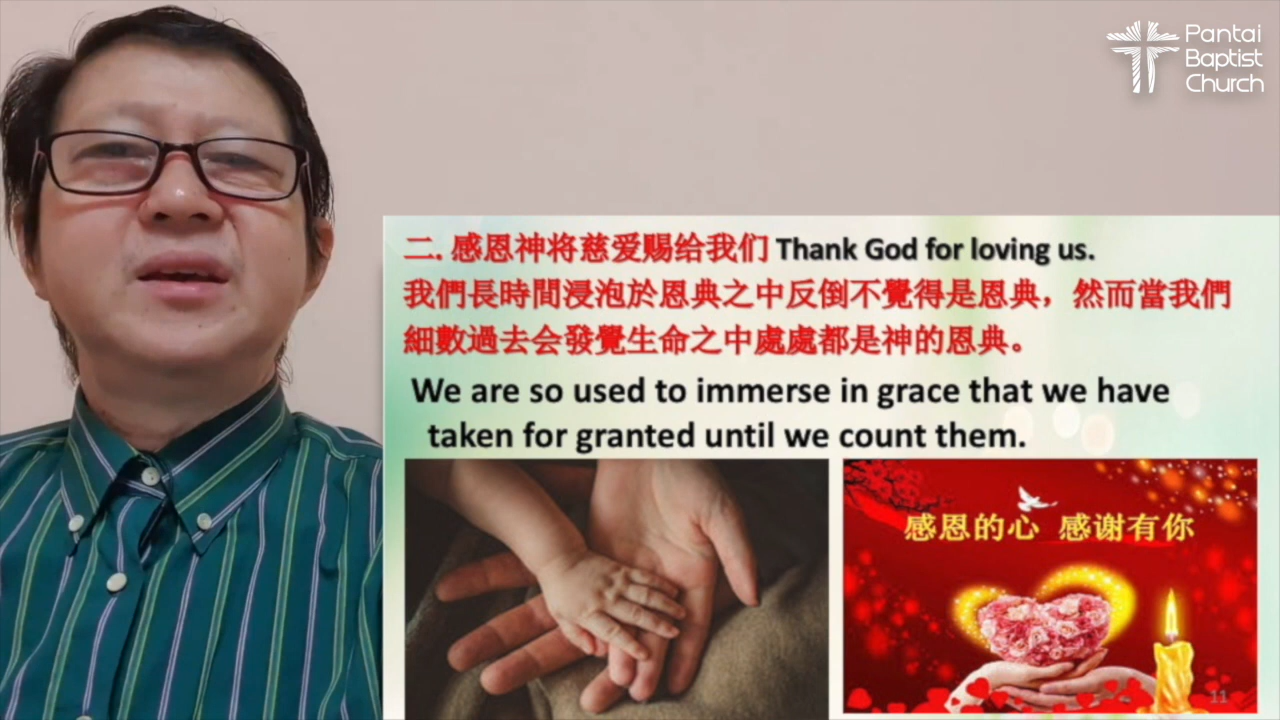 Pantai
Baptist
Church
二. 感恩神将慈爱赐给我们 Thank God for loving us.
我們長時間浸泡於恩典之中反倒不覺得是恩典，然而當我們
細數過去会發覺生命之中處處都是神的恩典。
We are so used to immerse in grace that we have
taken for granted until we count them.
感恩的心 感谢有你
11